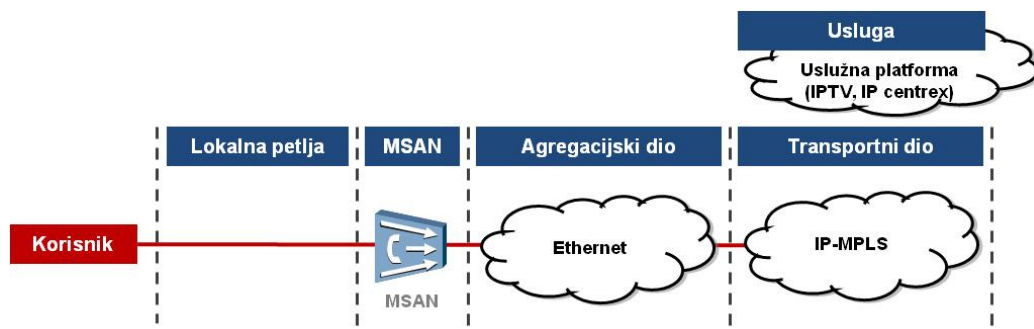 Usluga
Uslužna platforma
(IPTV, IP centrex)
Lokalna petlja
MSAN
Agregacijski dio
Transportni dio
Korisnik
MSAN
Ethernet
IP-MPLS